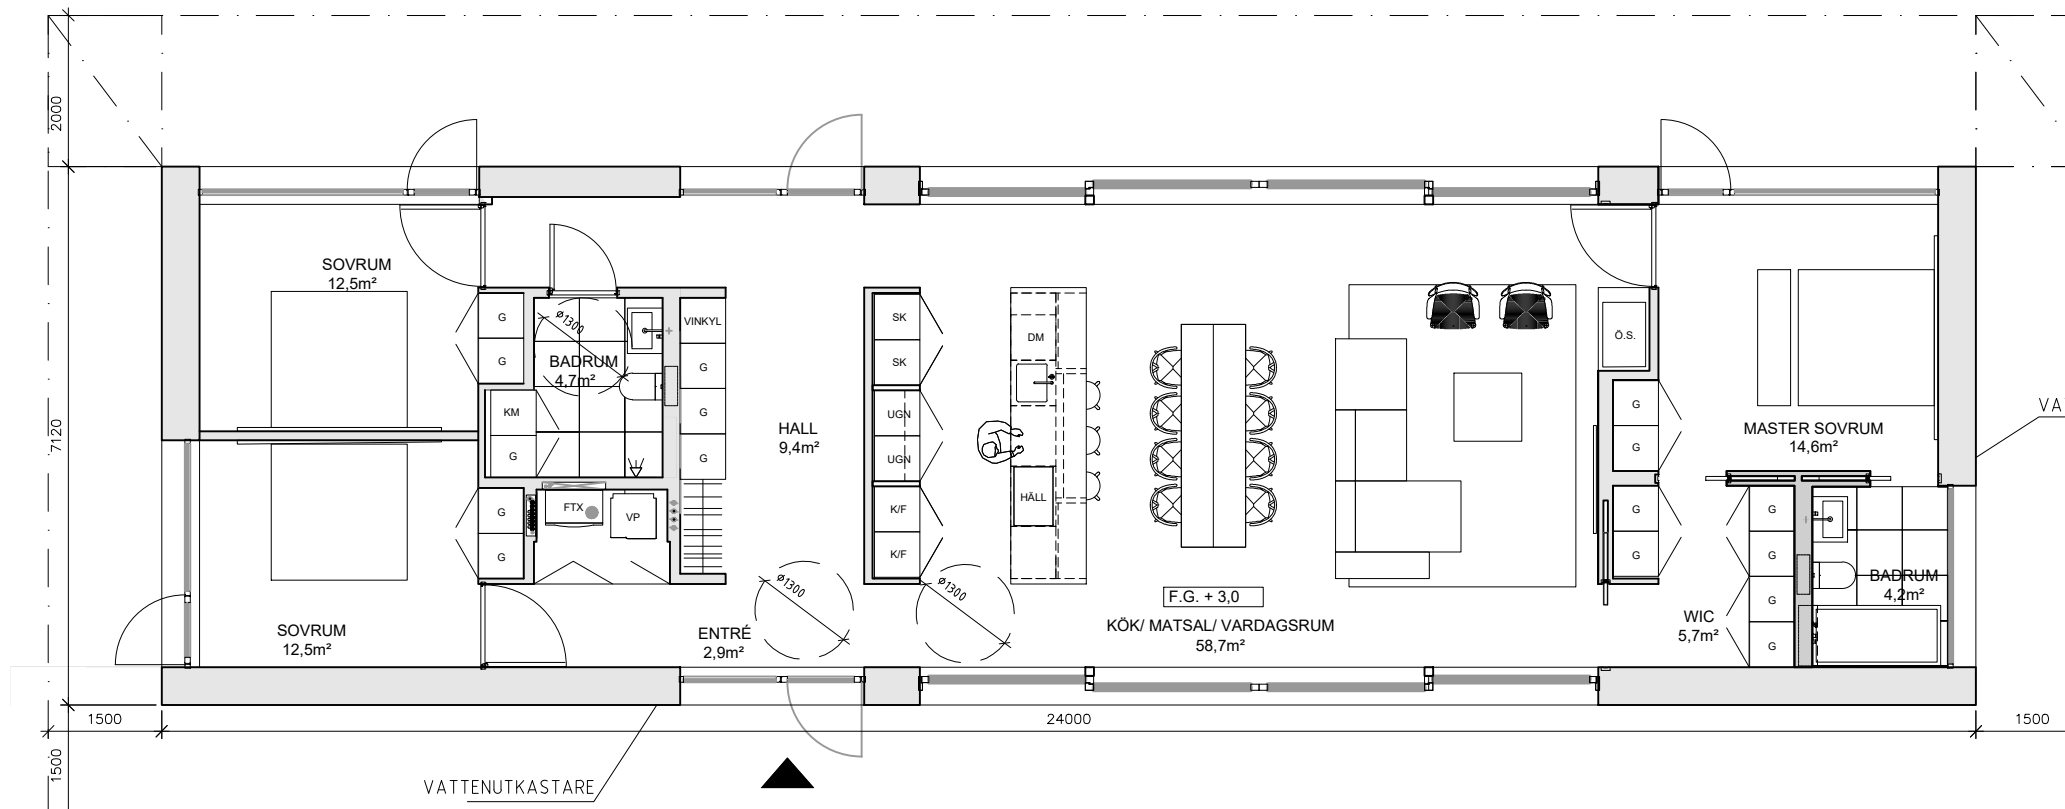 2000
7120
1500
1500
24000
1500
SOVRUM
12,5m²
SOVRUM
12,5m²
G
G
KM
G
G
G
ø1300
BADRUM
4,7m²
FTX
VP
VINKYL
G
G
G
HALL
9,4m²
ENTRÉ
2,9m²
ø1300
SK
SK
UGN
UGN
K/F
K/F
ø1300
DM
HÄLL
F.G. + 3,0
KÖK/ MATSAL/ VARDAGSRUM
58,7m²
Ö.S.
G
G
G
G
MASTER SOVRUM
14,6m²
WIC
5,7m²
G
G
G
G
BADRUM
4,2m²
VATTENUTKASTARE
VA